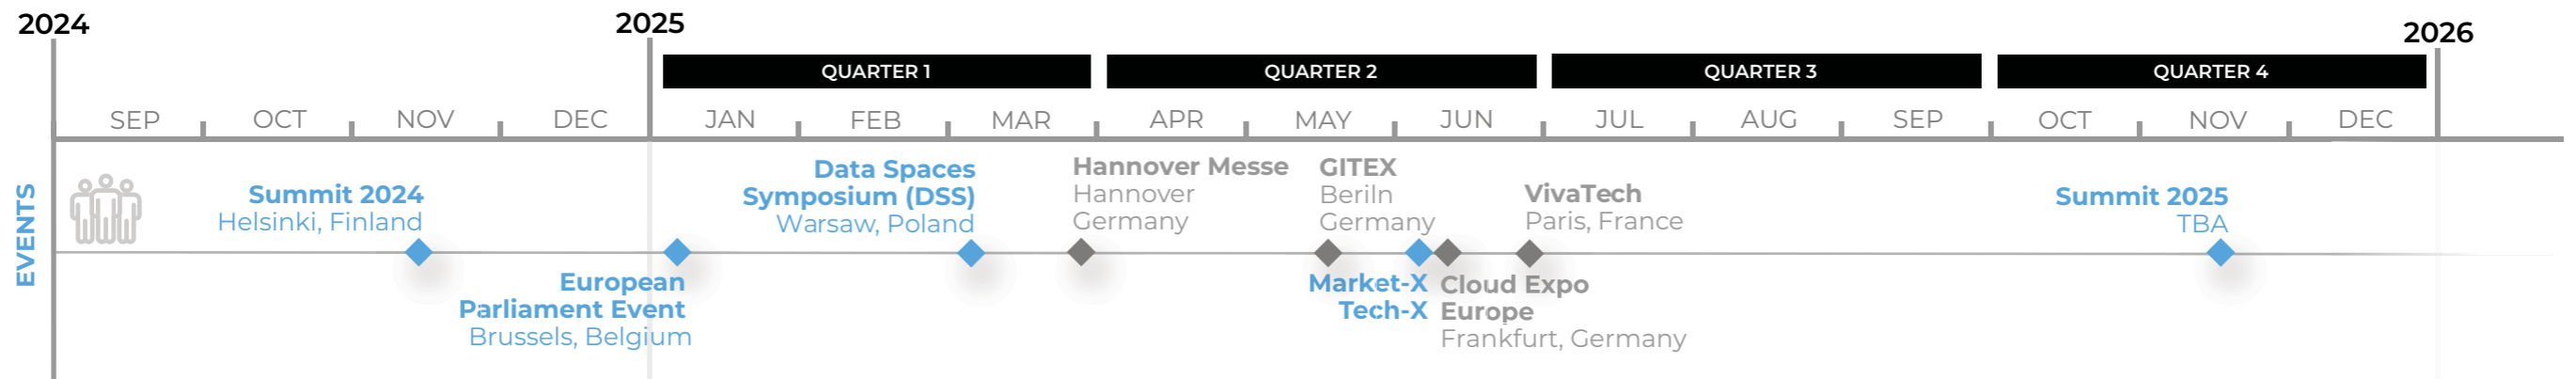 2024
2025
2026
QUARTER 1
QUARTER 2
QUARTER 3
QUARTER 4
SEP
OCT
NOV
DEC
JAN
FEB
MAR
APR
MAY
JUN
JUL
AUG
SEP
OCT
NOV
DEC
EVENTS
Summit 2024
Helsinki, Finland
European
Parliament Event
Brussels, Belgium
Data Spaces
Symposium (DSS)
Warsaw, Poland
Hannover Messe
Hannover
Germany
GITEX
Beriln
Germany
Market-X
Tech-X
Cloud Expo
Europe
Frankfurt, Germany
VivaTech
Paris, France
Summit 2025
TBA